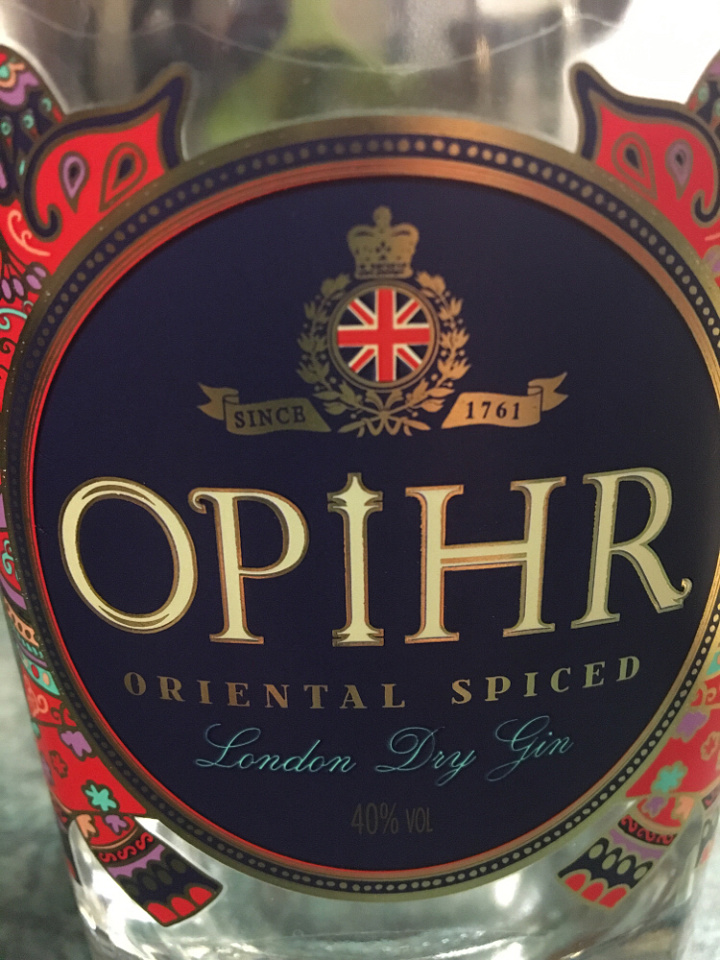 SINCE 1761
OPIHR
ORIENTAL SPICED
London Dry Gin
40% VOL